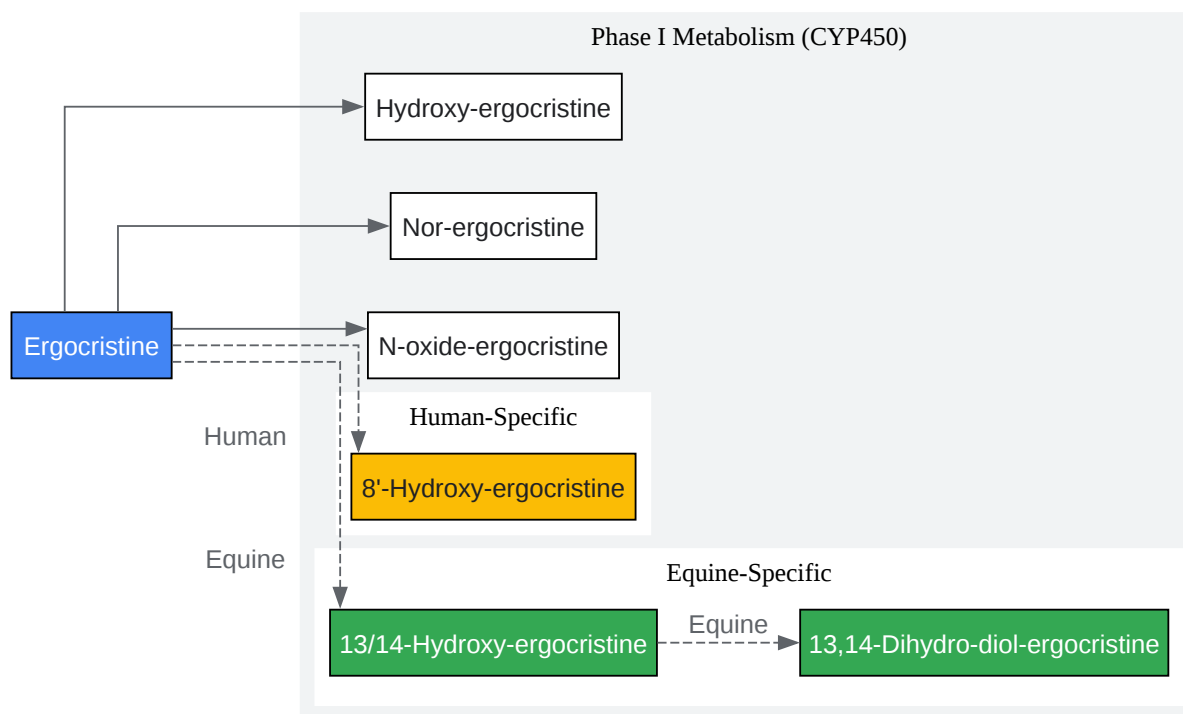 Phase I Metabolism (CYP450)
Hydroxy-ergocristine
Nor-ergocristine
Ergocristine
N-oxide-ergocristine
Human-Specific
Human
8'-Hydroxy-ergocristine
Equine
Equine-Specific
13/14-Hydroxy-ergocristine
Equine
13,14-Dihydro-diol-ergocristine